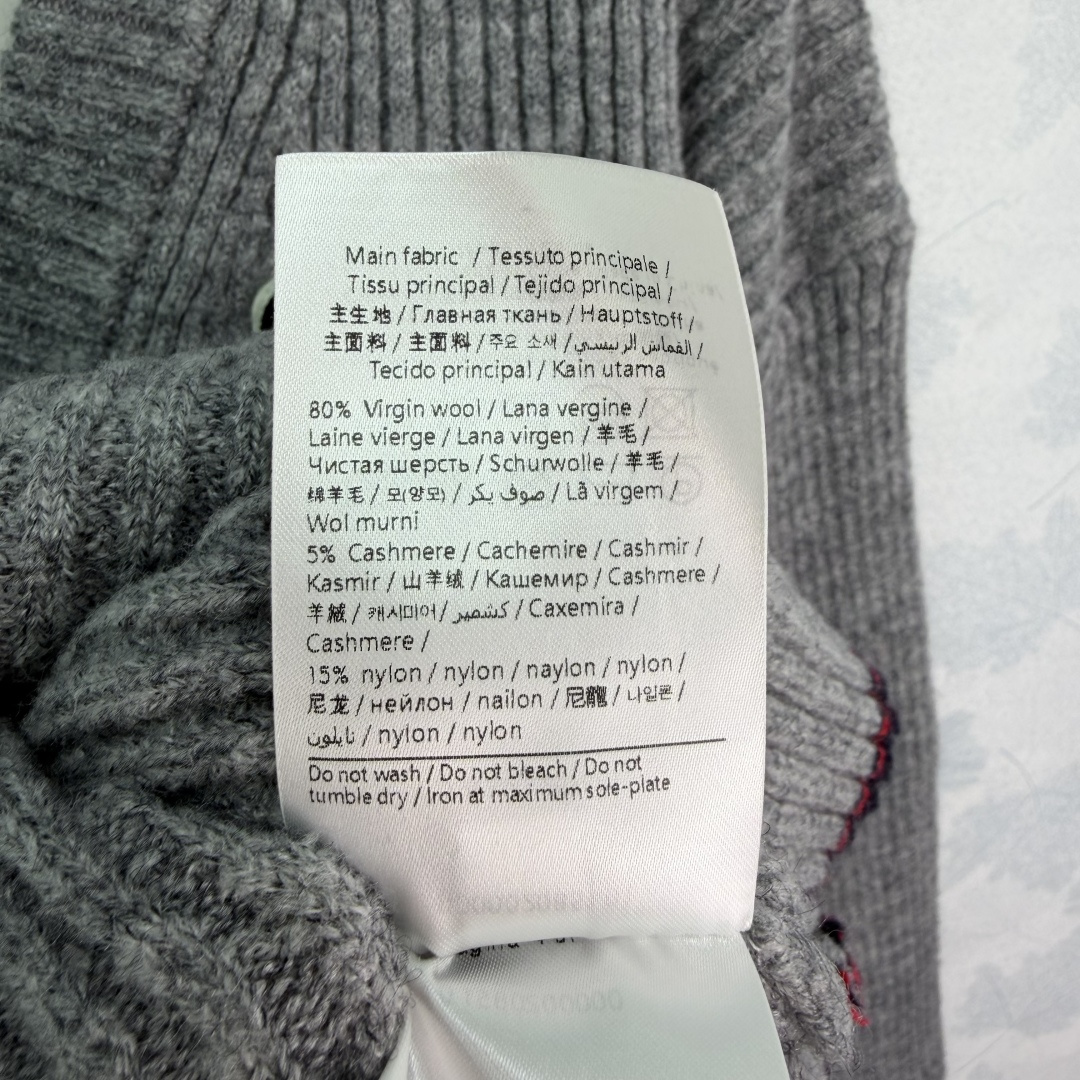 Main fabric / Tessuto principale /
Tissu principal / Tejido principal /
主生地 / Главная ткань / Hauptstoff /
主面料 / 主面料 / 주요 소재 / القماش الرئيسي /
Tecido principal / Kain utama
80% Virgin wool / Lana vergine /
Laine vierge / Lana virgen / 羊毛 /
Чистая шерсть / Schurwolle / 羊毛 /
绵羊毛 / 모(양모) / صوف بكر / Lã virgem /
Wol murni
5% Cashmere / Cachemire / Cashmir /
Kasmir / 山羊绒 / Кашемир / Cashmere /
羊絨 / 캐시미어 / كشمير / Caxemira /
Cashmere /
15% nylon / nylon / naylon / nylon /
尼龙 / нейлон / nailon / 尼龍 / 나일론 /
نايلون / nylon / nylon
Do not wash / Do not bleach / Do not
tumble dry / Iron at maximum sole-plate